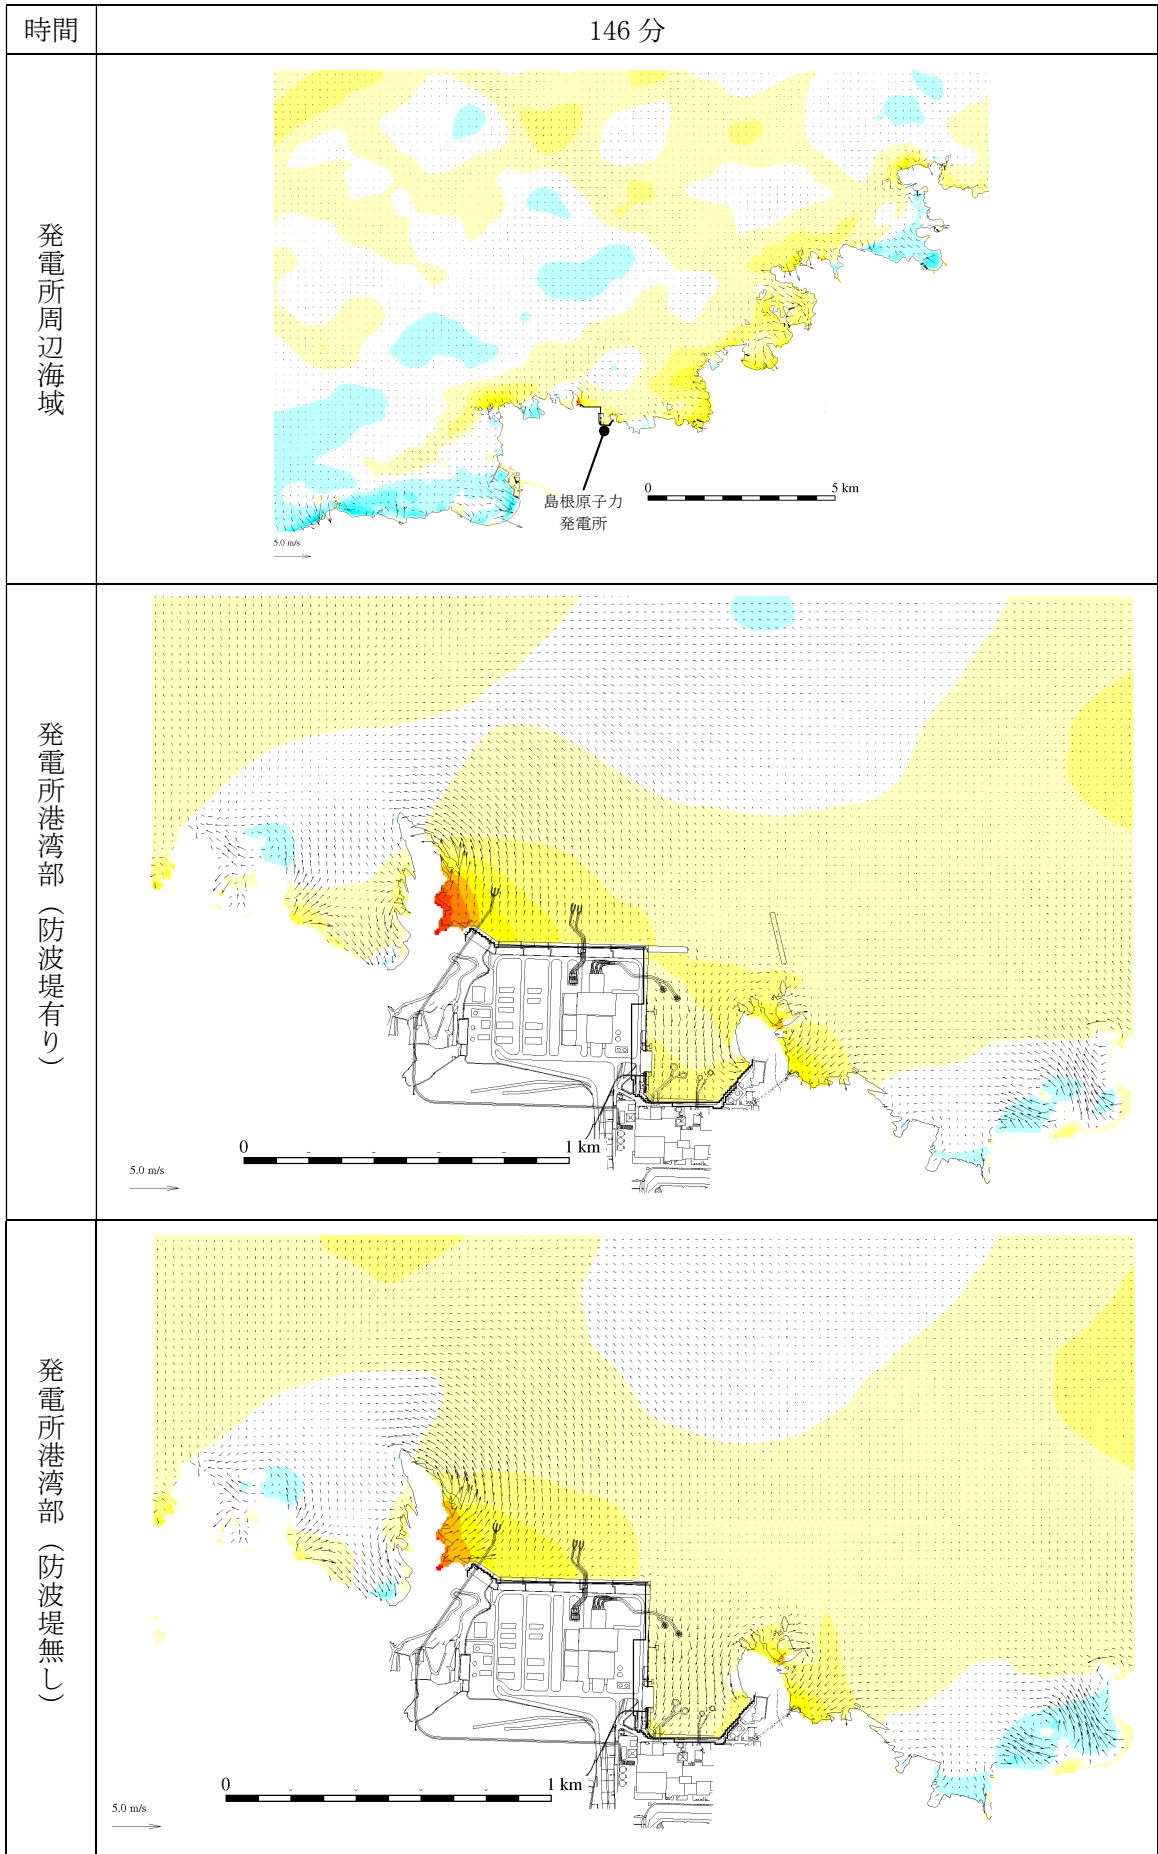 時間
146 分
発電所周辺海域
島根原子力
発電所
0
5 km
5.0 m/s
発電所港湾部（防波堤有り）
0
1 km
5.0 m/s
発電所港湾部（防波堤無し）
0
1 km
5.0 m/s